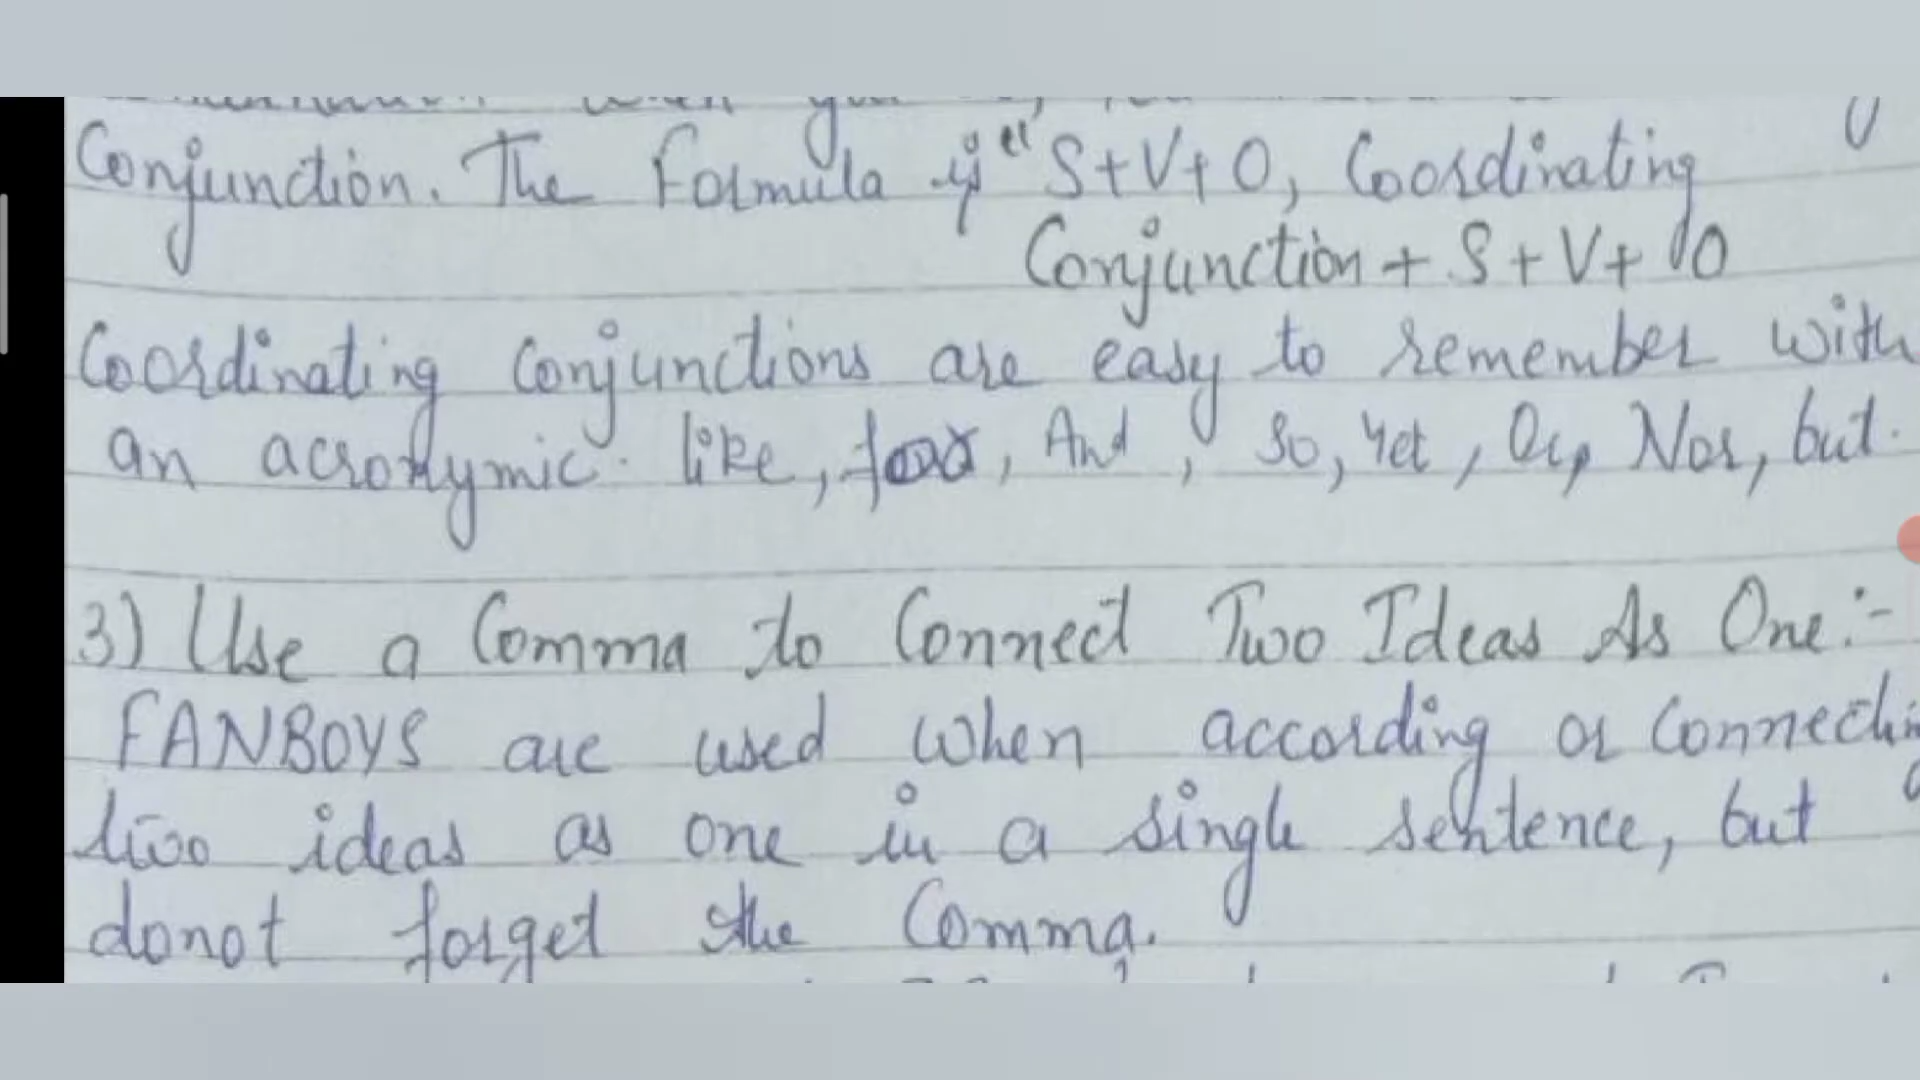 Conjunction. The Formula is "S+V+O, Coordinating
Conjunction + S+V+ O
Coordinating Conjunctions are easy to remember with
an acronymic. like, for, And, So, Yet, Or, Nor, but.
3) Use a Comma to Connect Two Ideas As One:-
FANBOYS are used when according or Connectin
two ideas as one in a single sentence, but
donot forget the Comma.